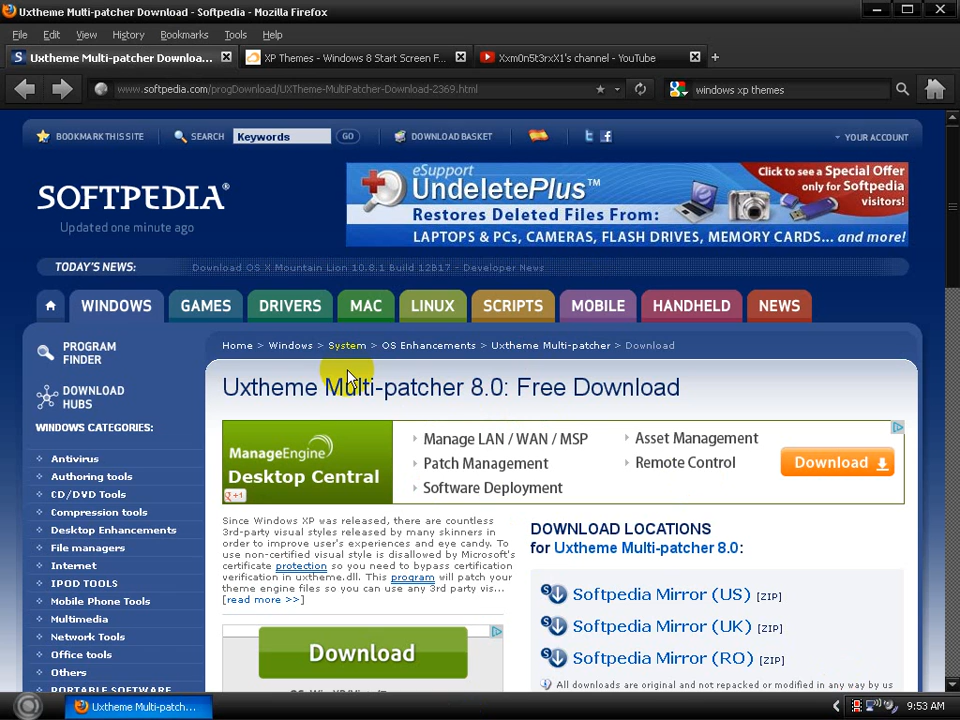 Uxtheme Multi-patcher Download - Softpedia - Mozilla Firefox
File Edit View History Bookmarks Tools Help
Uxtheme Multi-patcher Downloa...
XP Themes - Windows 8 Start Screen F...
Xxm0n5t3rxX1's channel - YouTube
www.softpedia.com/progDownload/UXTheme-MultiPatcher-Download-2369.html
windows xp themes
BOOKMARK THIS SITE
SEARCH
Keywords
GO
DOWNLOAD BASKET
YOUR ACCOUNT
SOFTPEDIA®
Updated one minute ago
eSupport
UndeletePlus™
Restores Deleted Files From:
LAPTOPS & PCs, CAMERAS, FLASH DRIVES, MEMORY CARDS... and more!
Click to see a Special Offer
only for Softpedia
visitors!
TODAY'S NEWS:
Download OS X Mountain Lion 10.8.1 Build 12B17 - Developer News
WINDOWS GAMES DRIVERS MAC LINUX SCRIPTS MOBILE HANDHELD NEWS
PROGRAM
FINDER
DOWNLOAD
HUBS
WINDOWS CATEGORIES:
Antivirus
Authoring tools
CD/DVD Tools
Compression tools
Desktop Enhancements
File managers
Internet
IPOD TOOLS
Mobile Phone Tools
Multimedia
Network Tools
Office tools
Others
PORTABLE SOFTWARE
Home > Windows > System > OS Enhancements > Uxtheme Multi-patcher > Download
Uxtheme Multi-patcher 8.0: Free Download
ManageEngine
Desktop Central
g+1
Manage LAN / WAN / MSP
Patch Management
Software Deployment
Asset Management
Remote Control
Download
Since Windows XP was released, there are countless
3rd-party visual styles released by many skinners in
order to improve user's experiences and eye candy. To
use non-certified visual style is disallowed by Microsoft's
certificate protection so you need to bypass certification
verification in uxtheme.dll. This program will patch your
theme engine files so you can use any 3rd party vis...
[read more >>]
Download
DOWNLOAD LOCATIONS
for Uxtheme Multi-patcher 8.0:
Softpedia Mirror (US) [ZIP]
Softpedia Mirror (UK) [ZIP]
Softpedia Mirror (RO) [ZIP]
All downloads are original and not repacked or modified in any way by us
Uxtheme Multi-patch...
9:53 AM